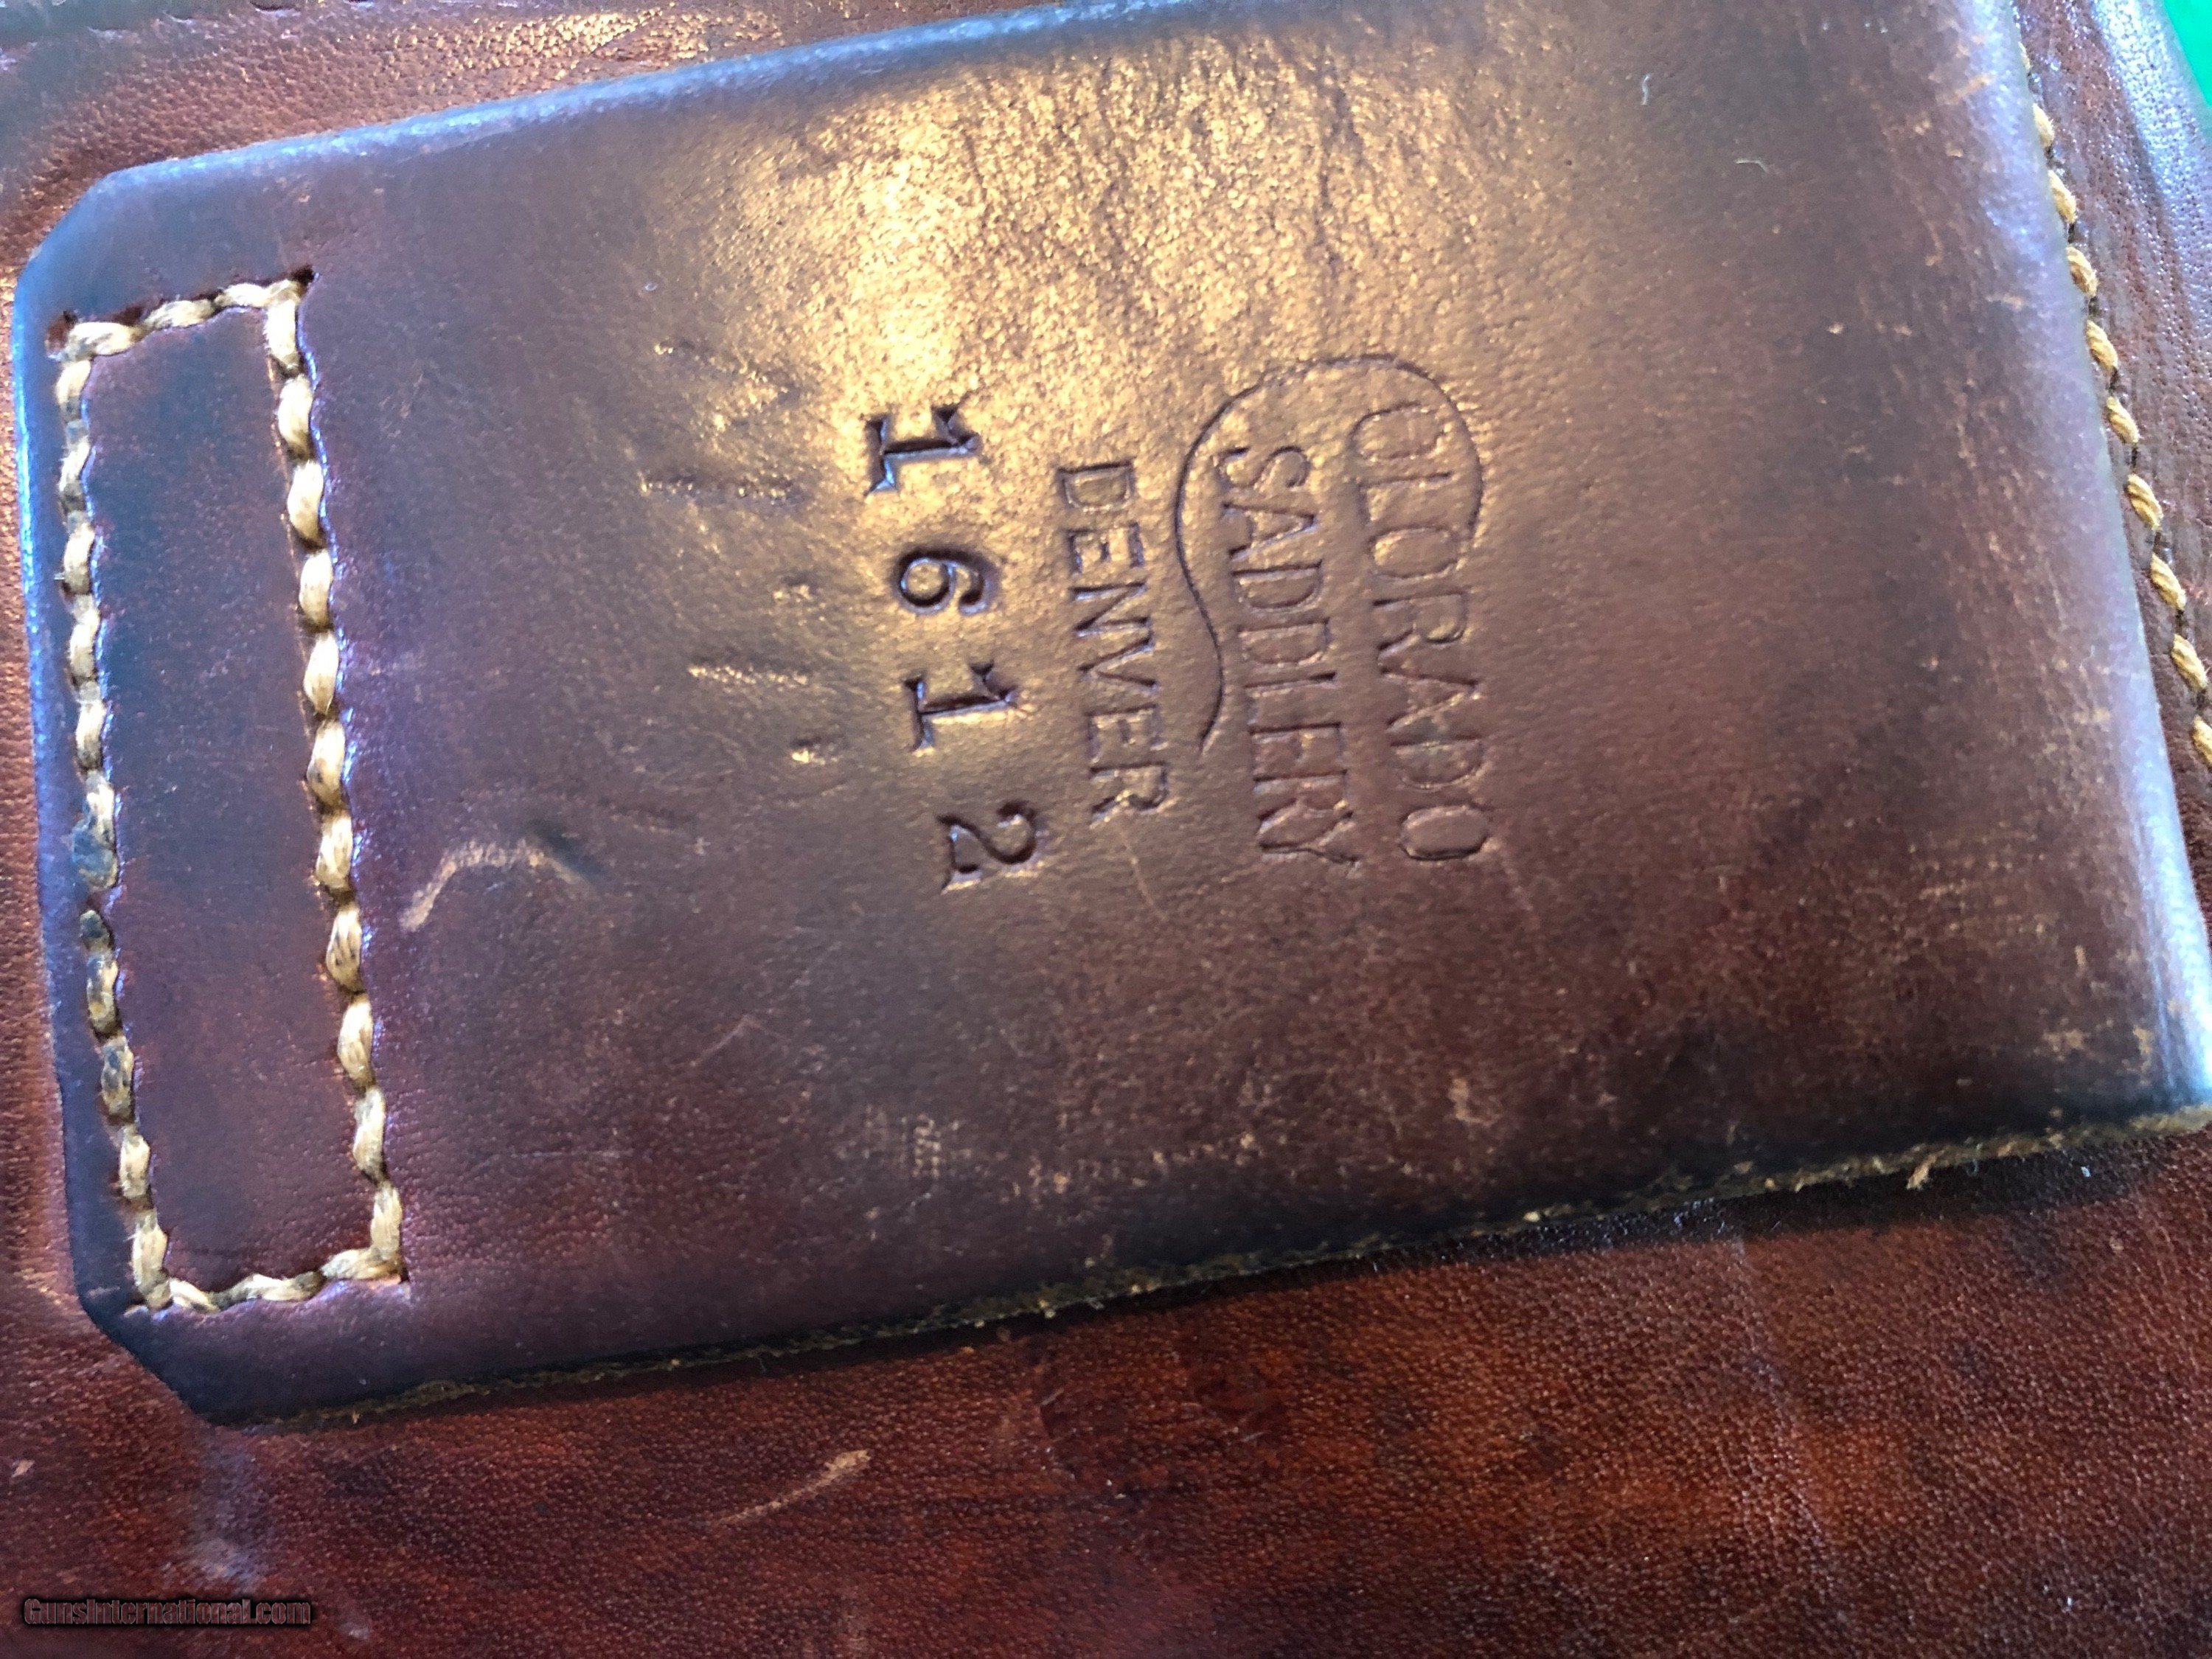 COLORADO
SADDLERY
DENVER
1612
GunsInternational.com